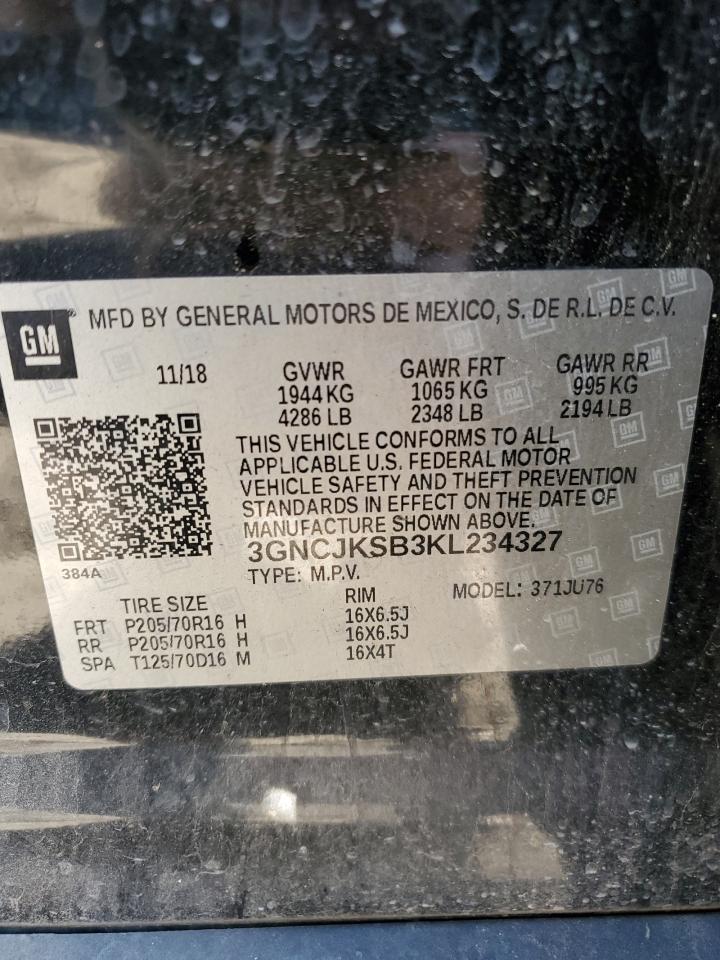 GM
MFD BY GENERAL MOTORS DE MEXICO, S. DE R.L. DE C.V.
11/18 GVWR GAWR FRT GAWR RR
1944 KG 1065 KG 995 KG
4286 LB 2348 LB 2194 LB
THIS VEHICLE CONFORMS TO ALL
APPLICABLE U.S. FEDERAL MOTOR
VEHICLE SAFETY AND THEFT PREVENTION
STANDARDS IN EFFECT ON THE DATE OF
MANUFACTURE SHOWN ABOVE.
3GNCJKSB3KL234327
384A
TYPE: M.P.V. MODEL: 371JU76
TIRE SIZE RIM
FRT P205/70R16 H 16X6.5J
RR P205/70R16 H 16X6.5J
SPA T125/70D16 M 16X4T